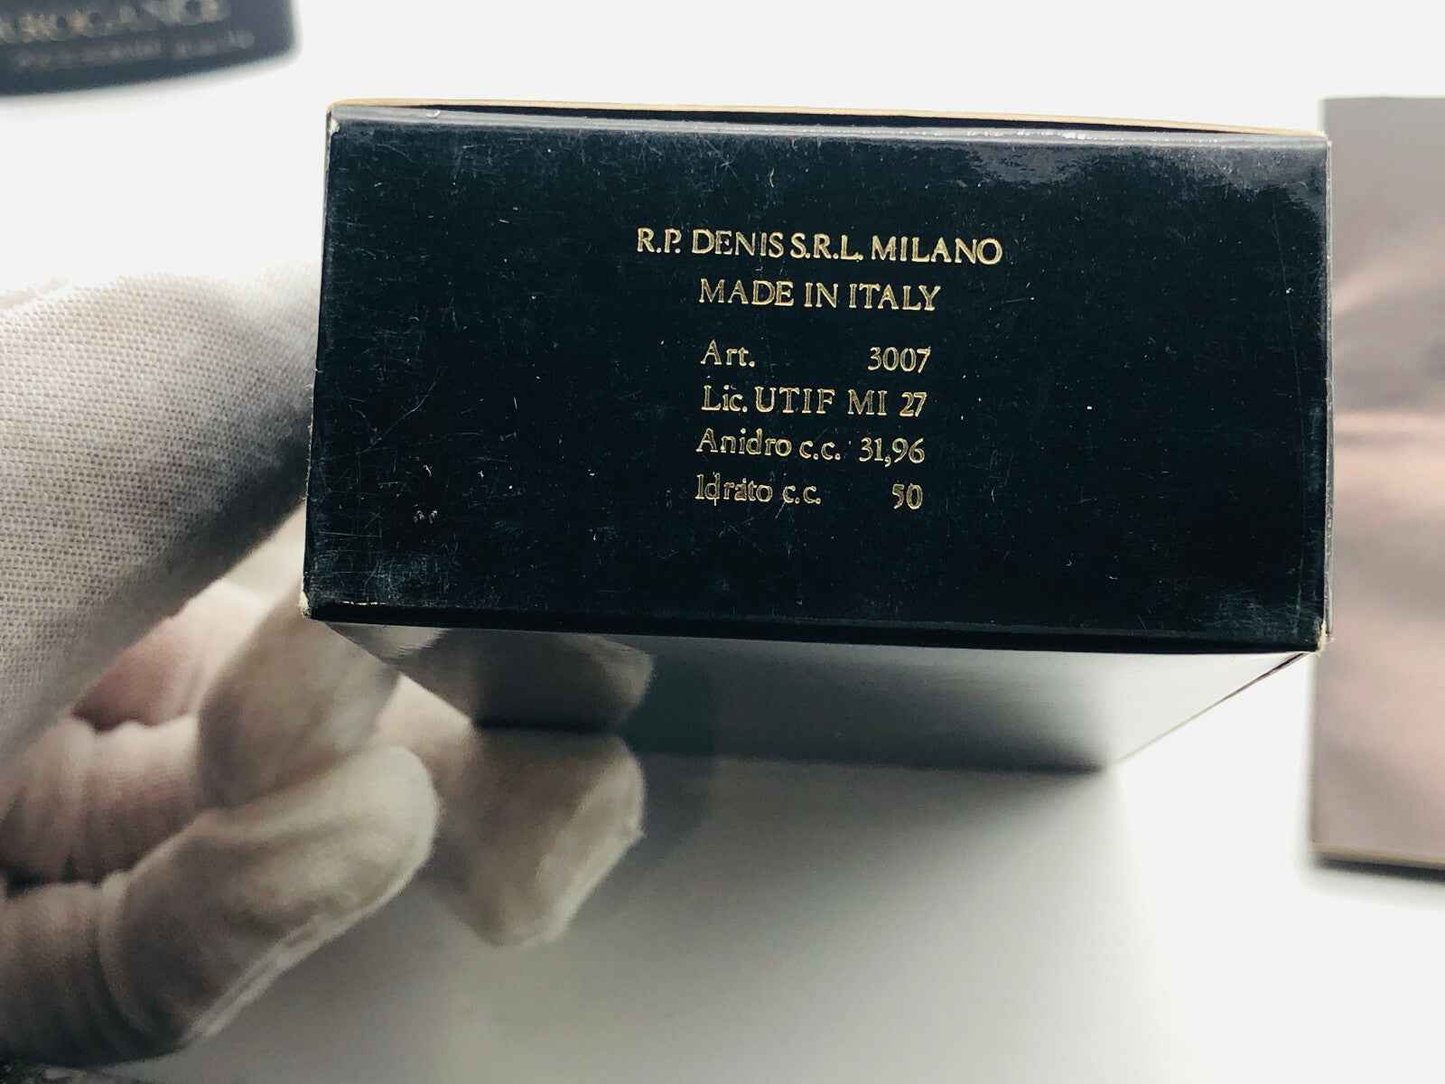 R.P. DENIS S.R.L. MILANO
MADE IN ITALY
Art. 3007
Lic. UTIF MI 27
Anidro c.c. 31,96
Idrato c.c. 50